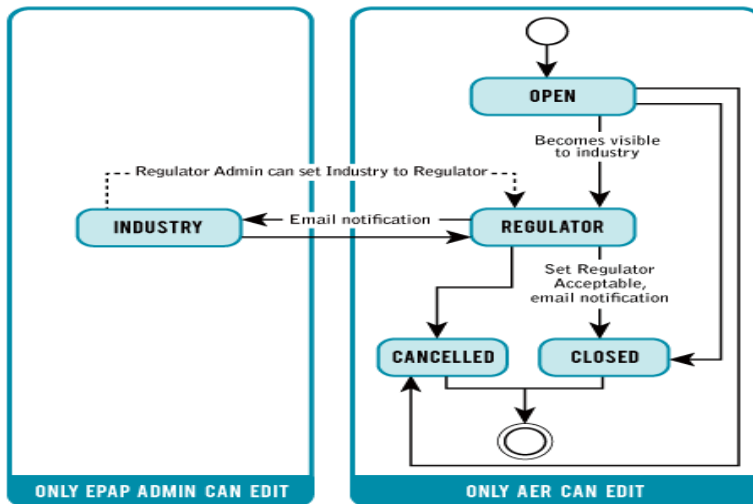 OPEN
Becomes visible
to industry
Regulator Admin can set Industry to Regulator
INDUSTRY
Email notification
REGULATOR
Set Regulator
Acceptable,
email notification
CANCELLED
CLOSED
ONLY EPAP ADMIN CAN EDIT
ONLY AER CAN EDIT